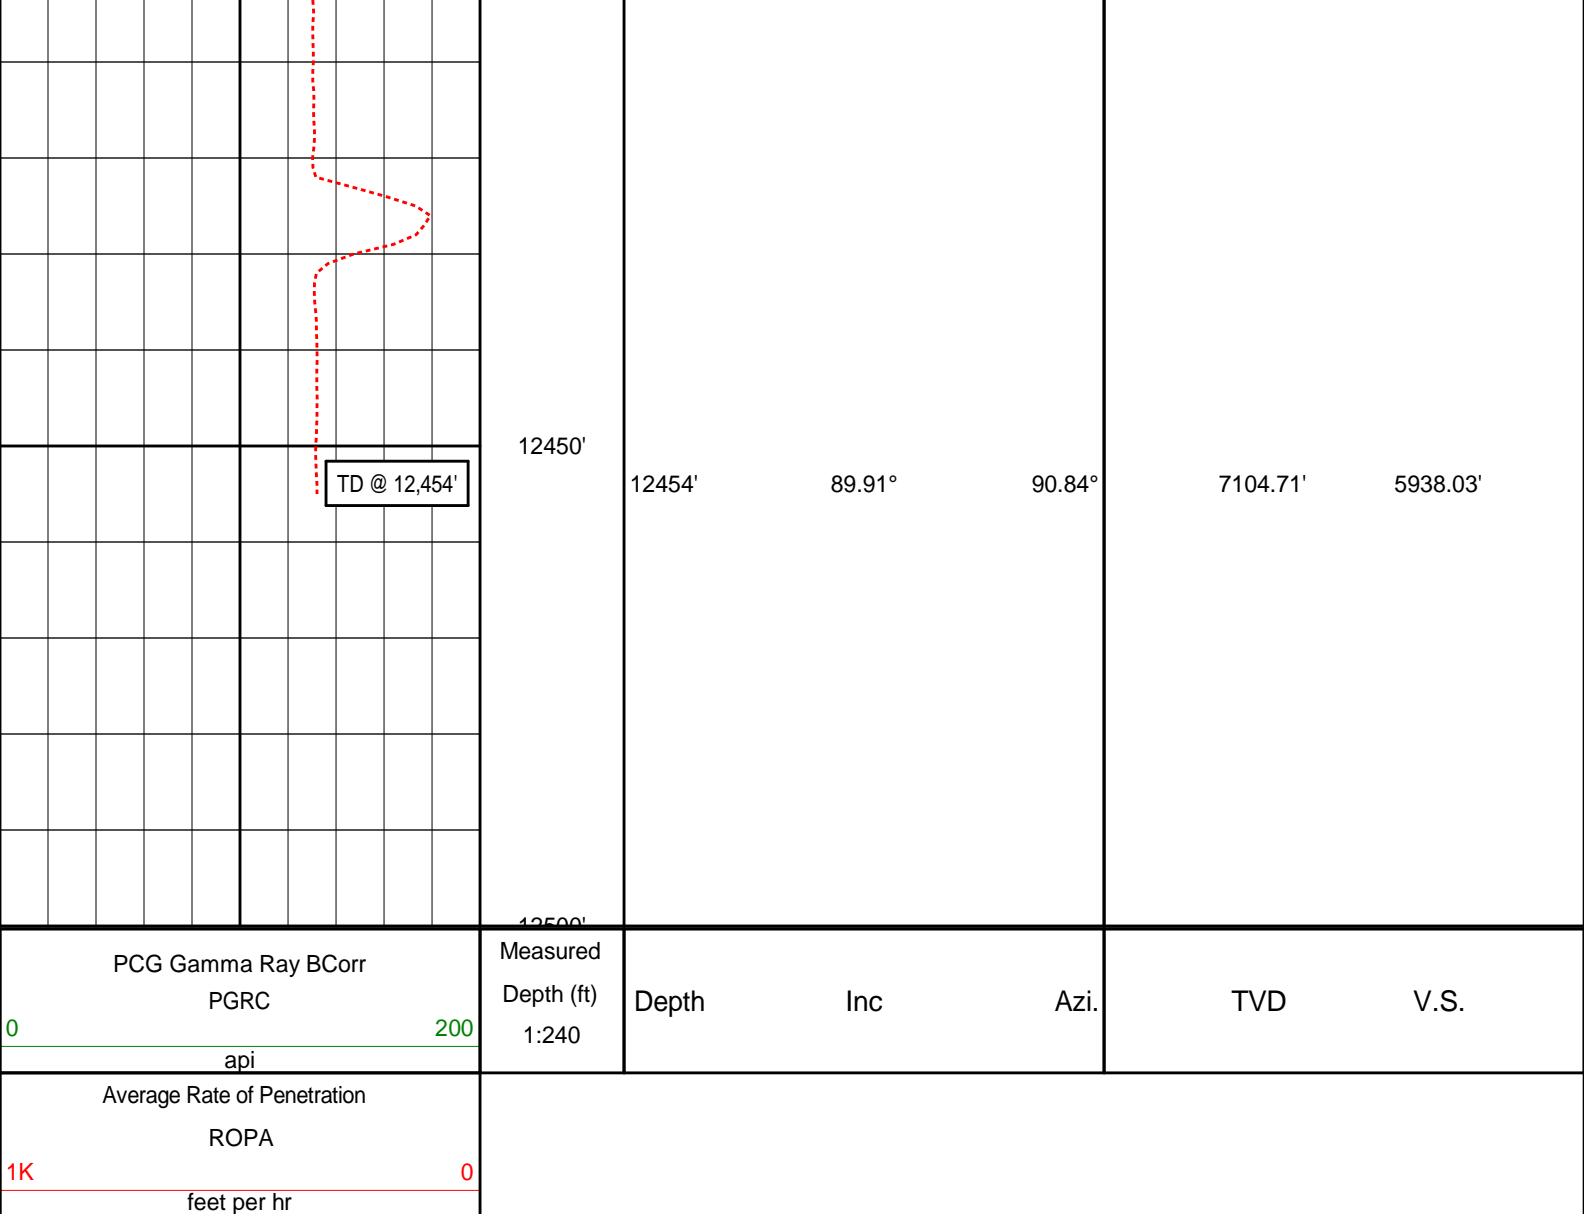 12450'
TD @ 12,454'
12454' 89.91° 90.84° 7104.71' 5938.03'
12500'
PCG Gamma Ray BCorr
PGRC
0 200
api
Measured
Depth (ft)
1:240
Depth Inc Azi. TVD V.S.
Average Rate of Penetration
ROPA
1K 0
feet per hr